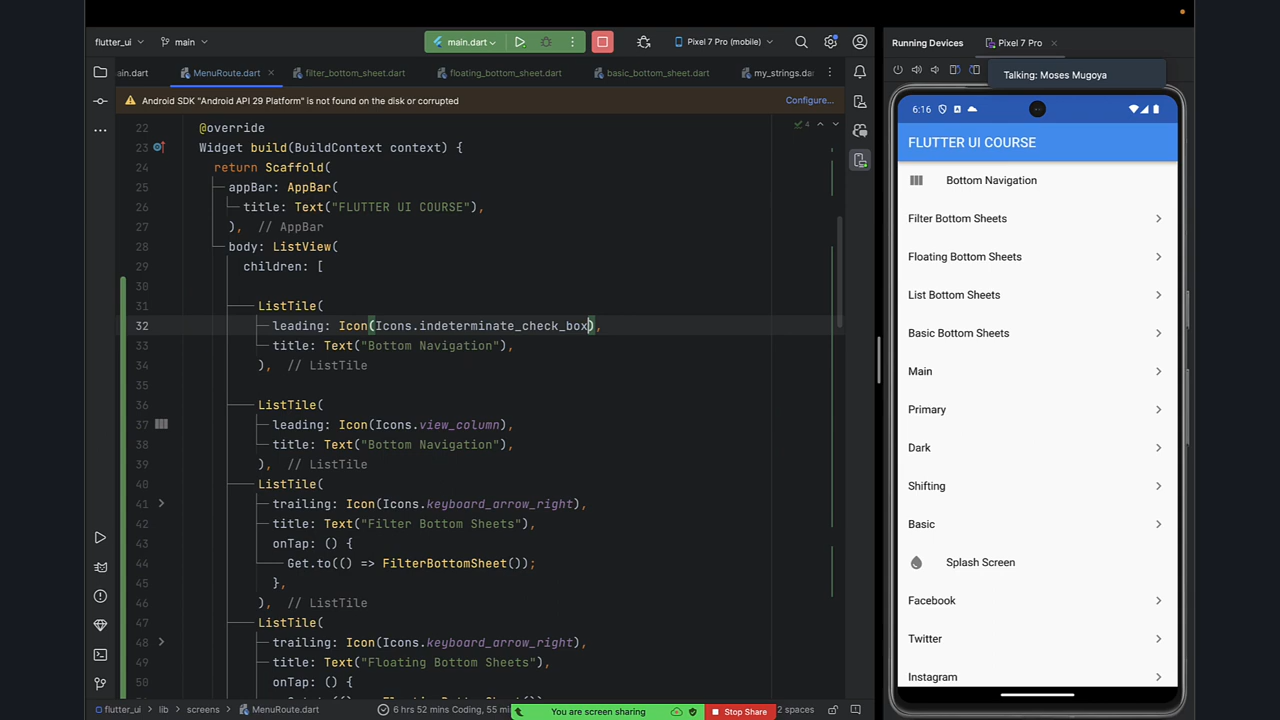 flutter_ui
main
main.dart
Pixel 7 Pro (mobile)
Running Devices
Pixel 7 Pro
ain.dart
MenuRoute.dart
filter_bottom_sheet.dart
floating_bottom_sheet.dart
basic_bottom_sheet.dart
my_strings.dart
Talking: Moses Mugoya
Android SDK "Android API 29 Platform" is not found on the disk or corrupted
Configure...
4
22 @override
23 Widget build(BuildContext context) {
24 return Scaffold(
25 appBar: AppBar(
26 title: Text("FLUTTER UI COURSE"),
27 ), // AppBar
28 body: ListView(
29 children: [
30
31 ListTile(
32 leading: Icon(Icons.indeterminate_check_box),
33 title: Text("Bottom Navigation"),
34 ), // ListTile
35
36 ListTile(
37 leading: Icon(Icons.view_column),
38 title: Text("Bottom Navigation"),
39 ), // ListTile
40 ListTile(
41 trailing: Icon(Icons.keyboard_arrow_right),
42 title: Text("Filter Bottom Sheets"),
43 onTap: () {
44 Get.to(() => FilterBottomSheet());
45 },
46 ), // ListTile
47 ListTile(
48 trailing: Icon(Icons.keyboard_arrow_right),
49 title: Text("Floating Bottom Sheets"),
50 onTap: () {
6:16
FLUTTER UI COURSE
Bottom Navigation
Filter Bottom Sheets
Floating Bottom Sheets
List Bottom Sheets
Basic Bottom Sheets
Main
Primary
Dark
Shifting
Basic
Splash Screen
Facebook
Twitter
Instagram
flutter_ui
lib
screens
MenuRoute.dart
6 hrs 52 mins Coding, 55 min
You are screen sharing
Stop Share
2 spaces